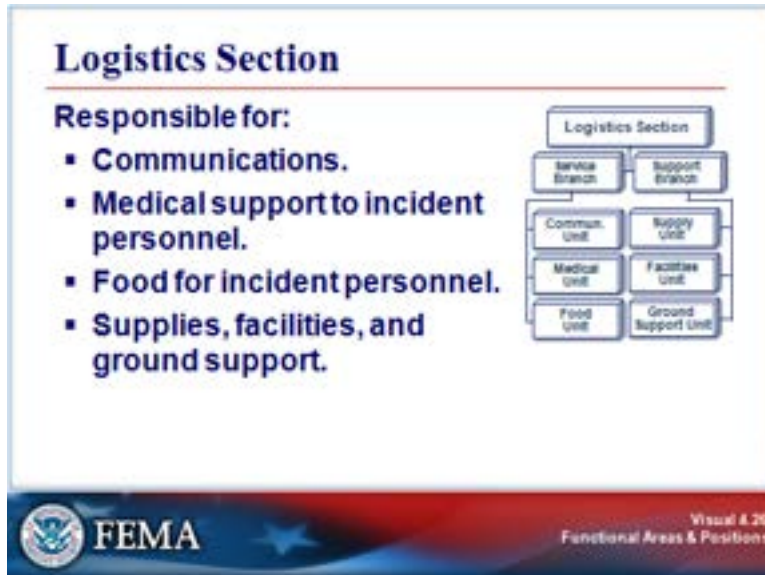 Logistics Section
Responsible for:
▪ Communications.
▪ Medical support to incident
personnel.
▪ Food for incident personnel.
▪ Supplies, facilities, and
ground support.
Logistics Section
Service
Branch
Support
Branch
Commun.
Unit
Supply
Unit
Medical
Unit
Facilities
Unit
Food
Unit
Ground
Support Unit
FEMA
Visual 4.
Functional Areas & Positions